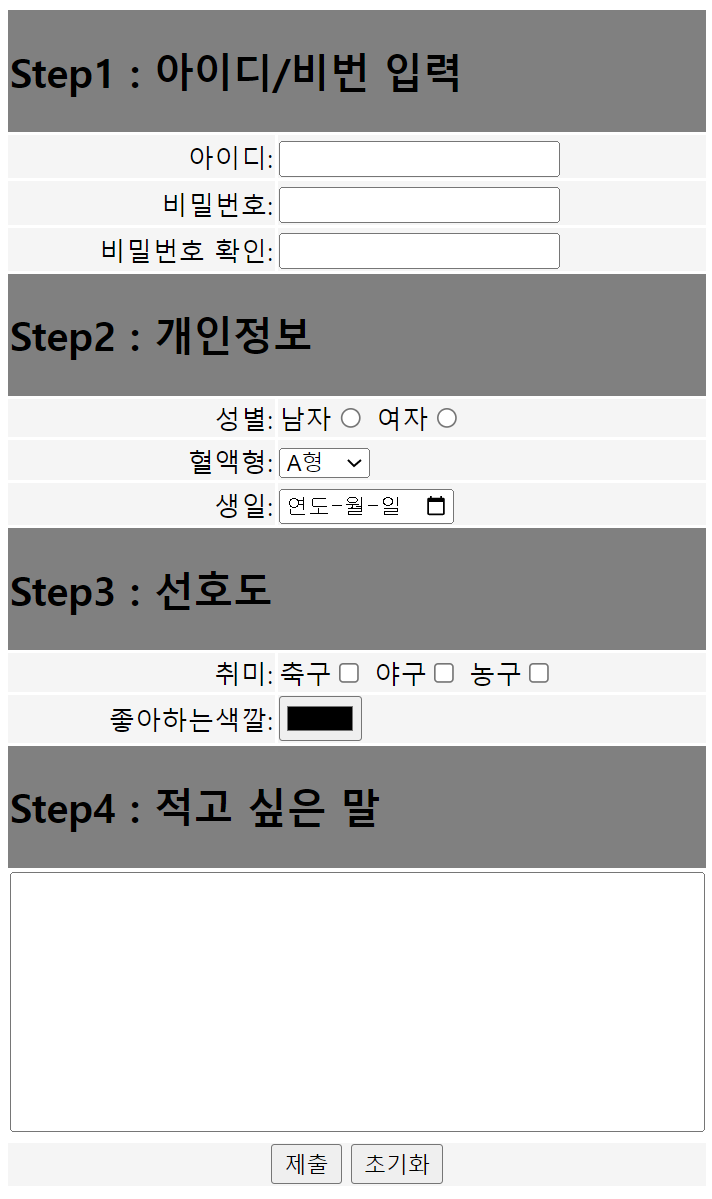 Step1 : 아이디/비번 입력
아이디:
비밀번호:
비밀번호 확인:
Step2 : 개인정보
성별: 남자 여자
혈액형: A형
생일: 연도-월-일
Step3 : 선호도
취미: 축구 야구 농구
좋아하는색깔:
Step4 : 적고 싶은 말
제출 초기화